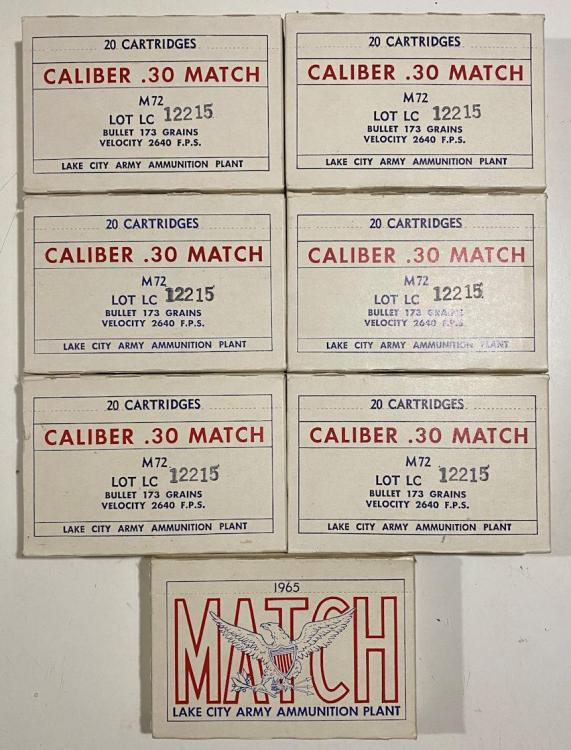 20 CARTRIDGES
CALIBER .30 MATCH
M72
LOT LC 12215
BULLET 173 GRAINS
VELOCITY 2640 F.P.S.
LAKE CITY ARMY AMMUNITION PLANT
20 CARTRIDGES
CALIBER .30 MATCH
M72
LOT LC 12215
BULLET 173 GRAINS
VELOCITY 2640 F.P.S.
LAKE CITY ARMY AMMUNITION PLANT
20 CARTRIDGES
CALIBER .30 MATCH
M72
LOT LC 12215
BULLET 173 GRAINS
VELOCITY 2640 F.P.S.
LAKE CITY ARMY AMMUNITION PLANT
20 CARTRIDGES
CALIBER .30 MATCH
M72
LOT LC 12215
BULLET 173 GRAINS
VELOCITY 2640 F.P.S.
LAKE CITY ARMY AMMUNITION PLANT
20 CARTRIDGES
CALIBER .30 MATCH
M72
LOT LC 12215
BULLET 173 GRAINS
VELOCITY 2640 F.P.S.
LAKE CITY ARMY AMMUNITION PLANT
20 CARTRIDGES
CALIBER .30 MATCH
M72
LOT LC 12215
BULLET 173 GRAINS
VELOCITY 2640 F.P.S.
LAKE CITY ARMY AMMUNITION PLANT
1965
MATCH
LAKE CITY ARMY AMMUNITION PLANT